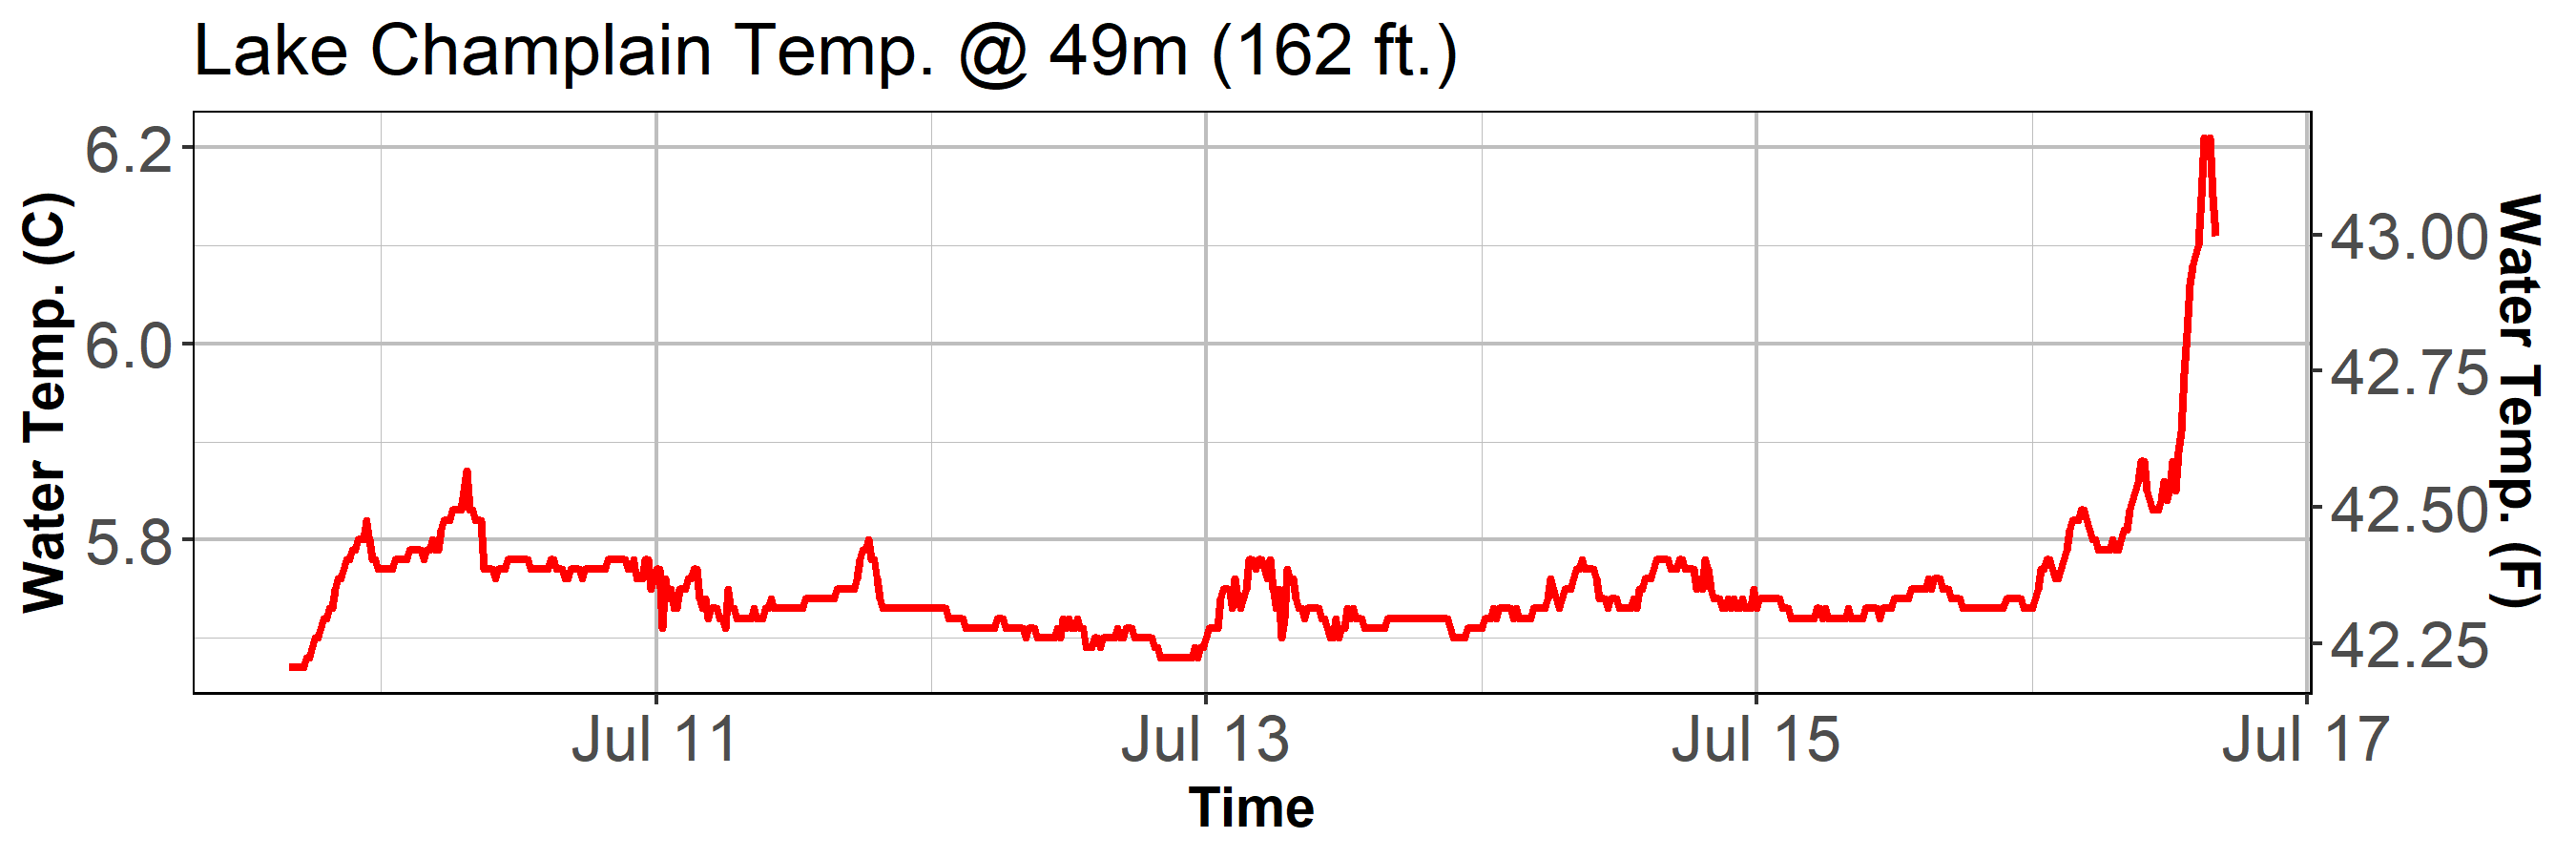 Lake Champlain Temp. @ 49m (162 ft.)
Water Temp. (C)
6.2
6.0
5.8
43.00
42.75
42.50
42.25
Water Temp. (F)
Jul 11
Jul 13
Jul 15
Jul 17
Time